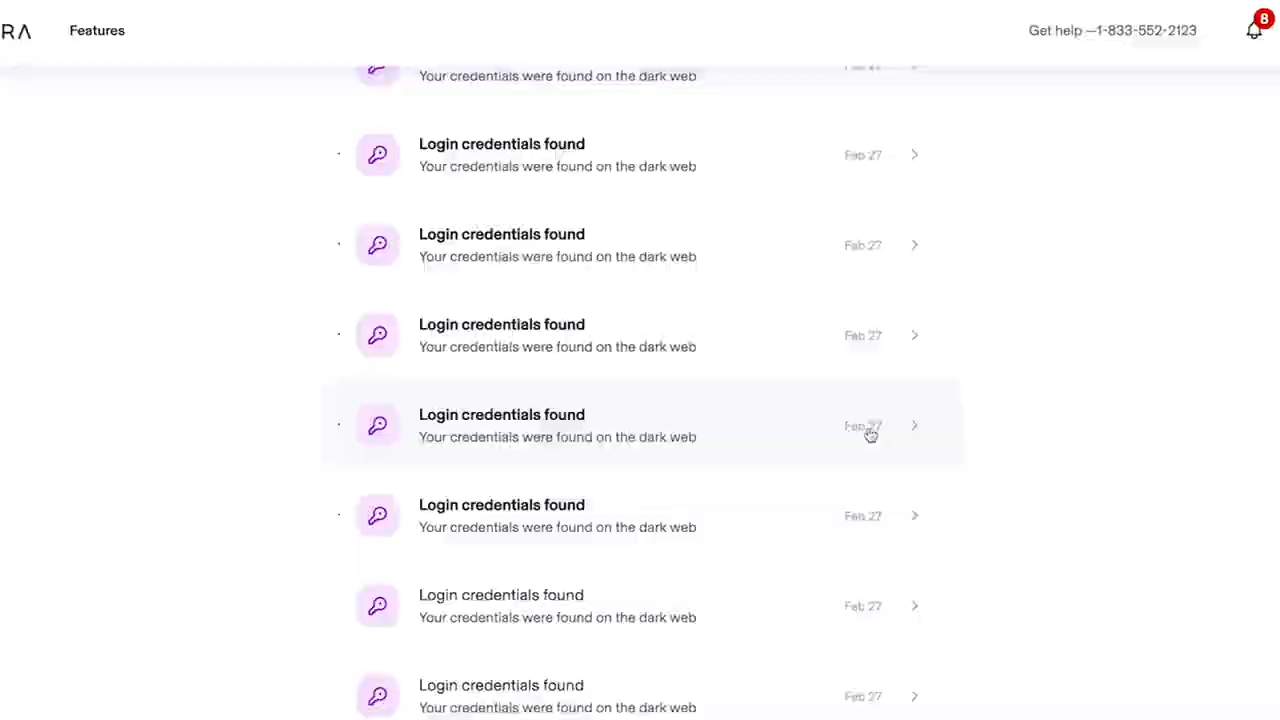 RA
Features
Get help —1-833-552-2123
8
Your credentials were found on the dark web
Login credentials found
Your credentials were found on the dark web
Feb 27
Login credentials found
Your credentials were found on the dark web
Feb 27
Login credentials found
Your credentials were found on the dark web
Feb 27
Login credentials found
Your credentials were found on the dark web
Feb 27
Login credentials found
Your credentials were found on the dark web
Feb 27
Login credentials found
Your credentials were found on the dark web
Feb 27
Login credentials found
Your credentials were found on the dark web
Feb 27